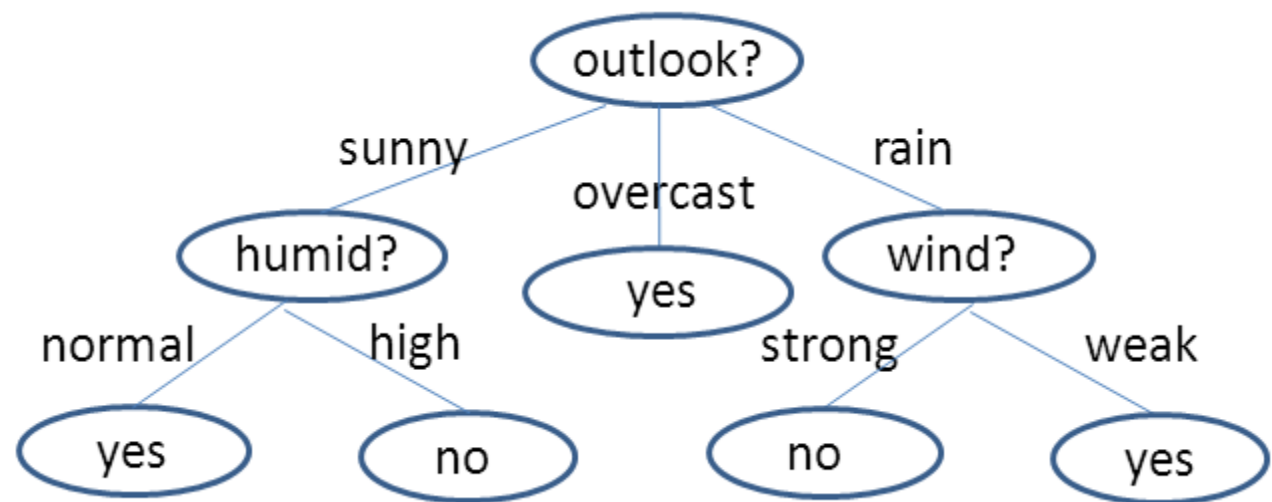 outlook?
sunny
rain
overcast
humid?
wind?
yes
normal
high
strong
weak
yes
no
no
yes